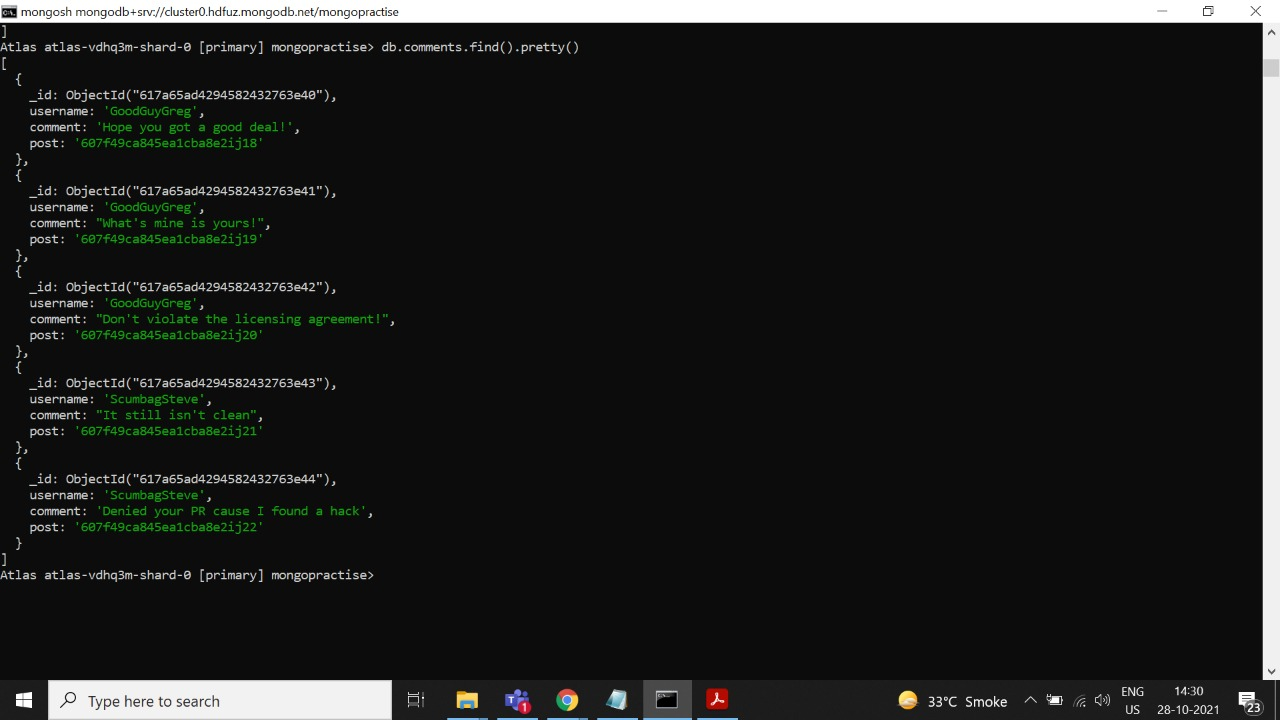 mongosh mongodb+srv://cluster0.hdfuz.mongodb.net/mongopractise
]
Atlas atlas-vdhq3m-shard-0 [primary] mongopractise> db.comments.find().pretty()
[
  {
    _id: ObjectId("617a65ad4294582432763e40"),
    username: 'GoodGuyGreg',
    comment: 'Hope you got a good deal!',
    post: '607f49ca845ea1cba8e2ij18'
  },
  {
    _id: ObjectId("617a65ad4294582432763e41"),
    username: 'GoodGuyGreg',
    comment: "What's mine is yours!",
    post: '607f49ca845ea1cba8e2ij19'
  },
  {
    _id: ObjectId("617a65ad4294582432763e42"),
    username: 'GoodGuyGreg',
    comment: "Don't violate the licensing agreement!",
    post: '607f49ca845ea1cba8e2ij20'
  },
  {
    _id: ObjectId("617a65ad4294582432763e43"),
    username: 'ScumbagSteve',
    comment: "It still isn't clean",
    post: '607f49ca845ea1cba8e2ij21'
  },
  {
    _id: ObjectId("617a65ad4294582432763e44"),
    username: 'ScumbagSteve',
    comment: 'Denied your PR cause I found a hack',
    post: '607f49ca845ea1cba8e2ij22'
  }
]
Atlas atlas-vdhq3m-shard-0 [primary] mongopractise>
Type here to search
1
33°C Smoke
ENG
US
14:30
28-10-2021
23